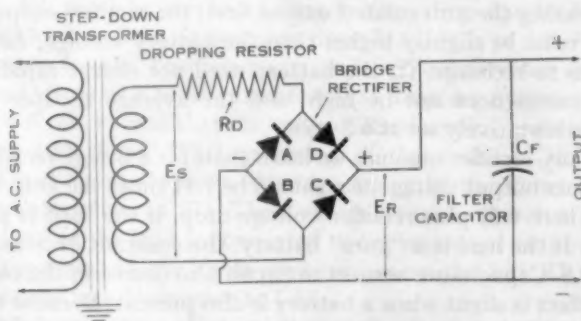 STEP-DOWN
TRANSFORMER
DROPPING RESISTOR
BRIDGE
RECTIFIER
RD
A D
B
ES
ER
CF
FILTER
CAPACITOR
TO A.C. SUPPLY
OUTPUT
+
−